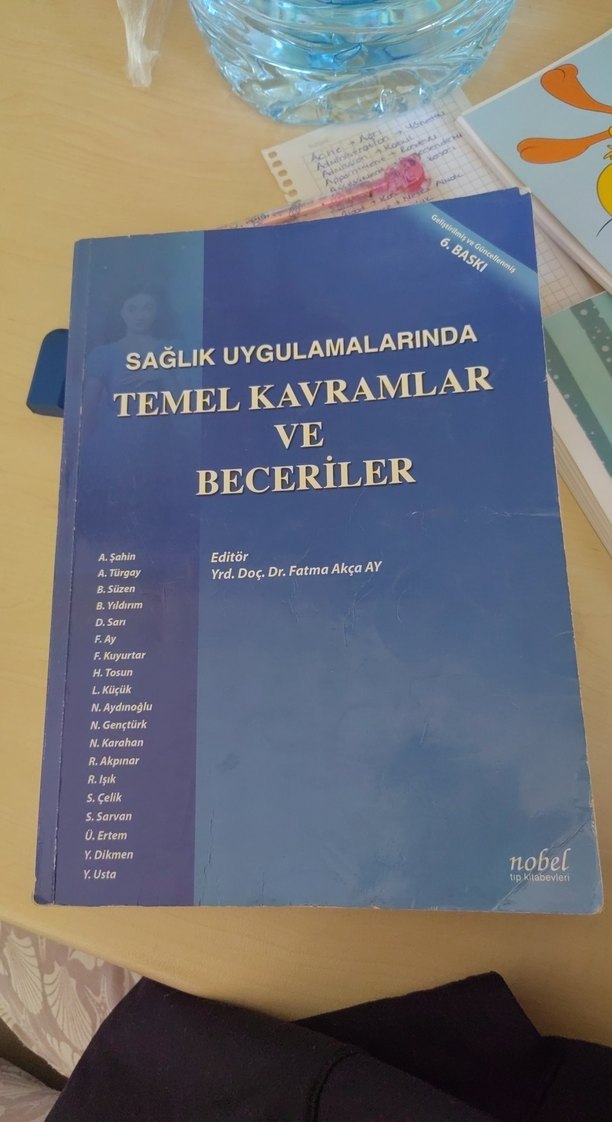 Ache → Ağrı
Geliştirilmiş ve Güncellenmiş
6. BASKI
SAĞLIK UYGULAMALARINDA
TEMEL KAVRAMLAR
VE
BECERİLER
Editör
Yrd. Doç. Dr. Fatma Akça AY
A. Şahin
A. Türgay
B. Süzen
B. Yıldırım
D. Sarı
F. Ay
F. Kuyurtar
H. Tosun
L. Küçük
N. Aydınoğlu
N. Gençtürk
N. Karahan
R. Akpınar
R. Işık
S. Çelik
S. Sarvan
Ü. Ertem
Y. Dikmen
Y. Usta
nobel
tıp kitabevleri